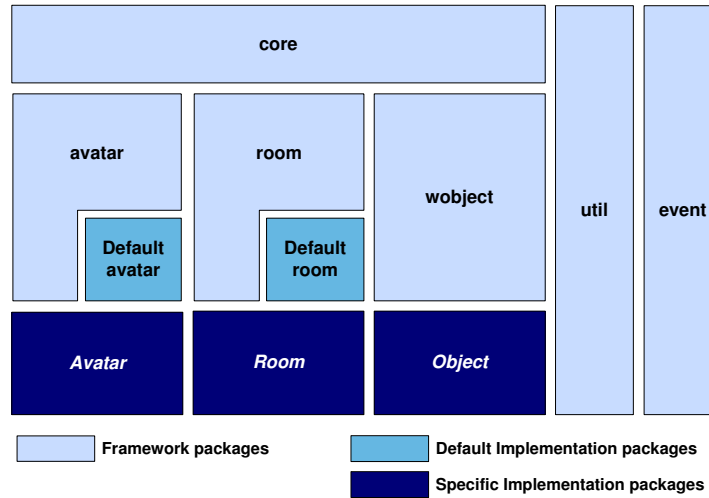 core
avatar
room
wobject
util
event
Default
avatar
Default
room
Avatar
Room
Object
Framework packages
Default Implementation packages
Specific Implementation packages